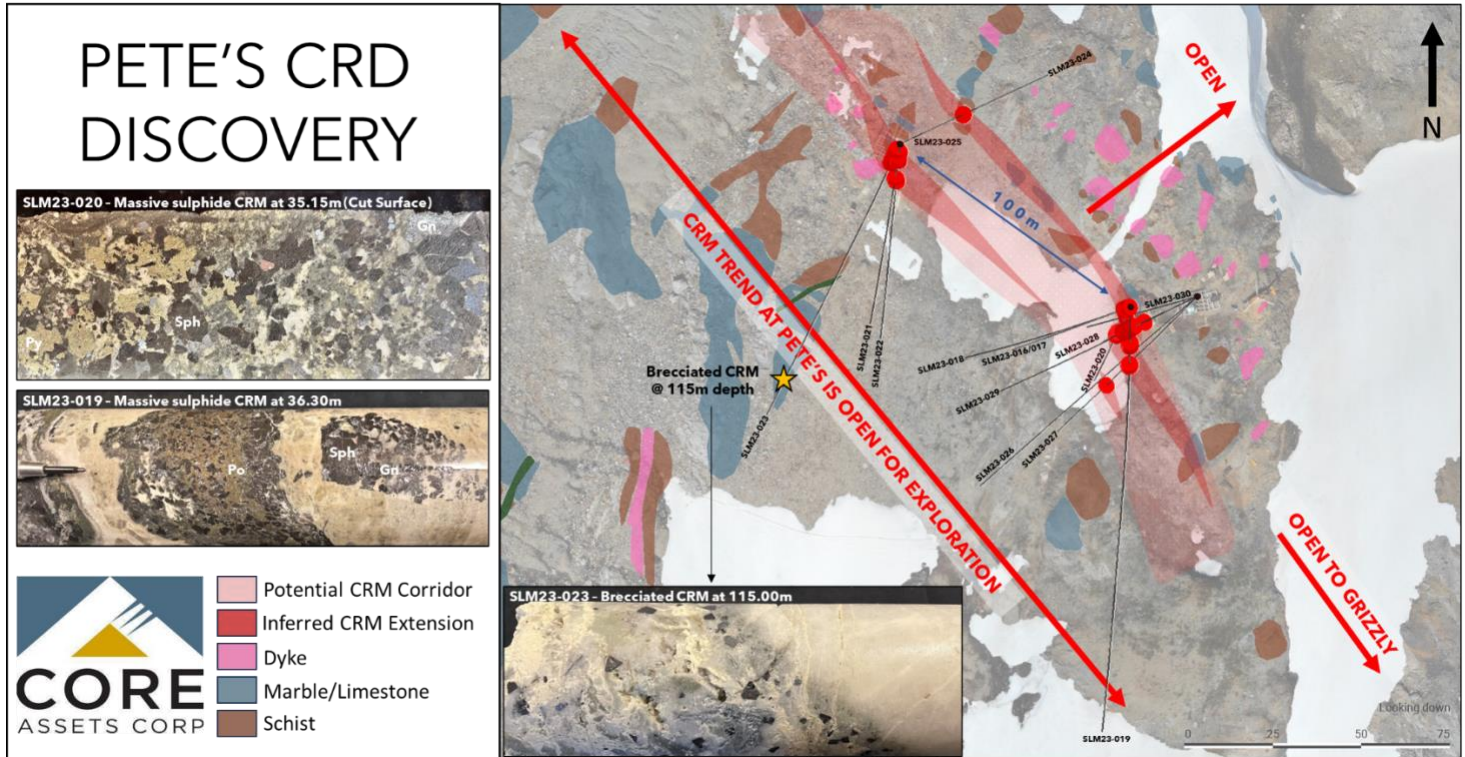 PETE'S CRD
DISCOVERY
SLM23-020 - Massive sulphide CRM at 35.15m (Cut Surface)
Gn
Sph
Py
SLM23-019 - Massive sulphide CRM at 36.30m
Po
Sph
Gn
CORE
ASSETS CORP
Potential CRM Corridor
Inferred CRM Extension
Dyke
Marble/Limestone
Schist
SLM23-024
OPEN
N
SLM23-025
100m
CRM TREND AT PETE'S IS OPEN FOR EXPLORATION
SLM23-030
SLM23-021
SLM23-022
SLM23-028
SLM23-018
SLM23-016/017
SLM23-020
Brecciated CRM
@ 115m depth
SLM23-029
SLM23-023
SLM23-026
SLM23-027
OPEN TO GRIZZLY
SLM23-023 - Brecciated CRM at 115.00m
SLM23-019
Looking down
0 25 50 75